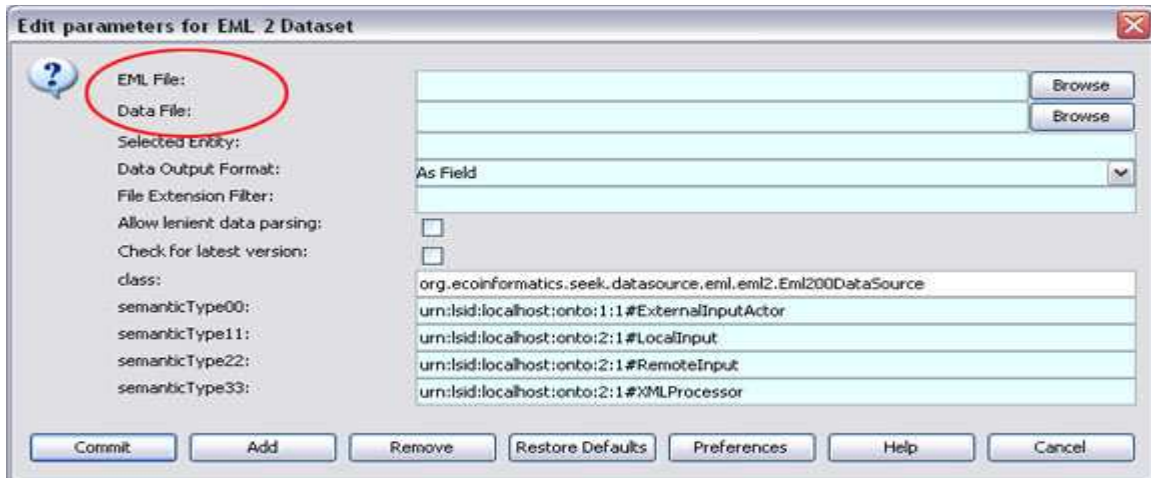 Edit parameters for EML 2 Dataset
?
EML File:
Browse
Data File:
Browse
Selected Entity:
Data Output Format:
As Field
File Extension Filter:
Allow lenient data parsing:
Check for latest version:
class:
org.ecoinformatics.seek.datasource.eml.eml2.Eml200DataSource
semanticType00:
urn:lsid:localhost:onto:1:1#ExternalInputActor
semanticType11:
urn:lsid:localhost:onto:2:1#LocalInput
semanticType22:
urn:lsid:localhost:onto:2:1#RemoteInput
semanticType33:
urn:lsid:localhost:onto:2:1#XMLProcessor
Commit Add Remove Restore Defaults Preferences Help Cancel